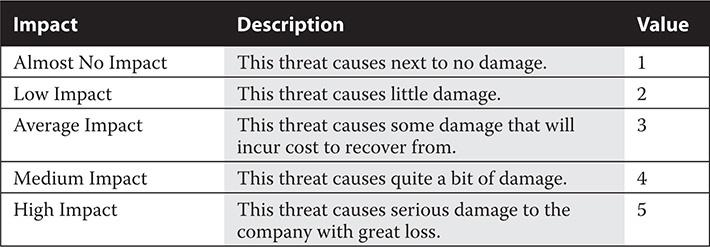 Impact Description Value
Almost No Impact This threat causes next to no damage. 1
Low Impact This threat causes little damage. 2
Average Impact This threat causes some damage that will 3
incur cost to recover from.
Medium Impact This threat causes quite a bit of damage. 4
High Impact This threat causes serious damage to the 5
company with great loss.